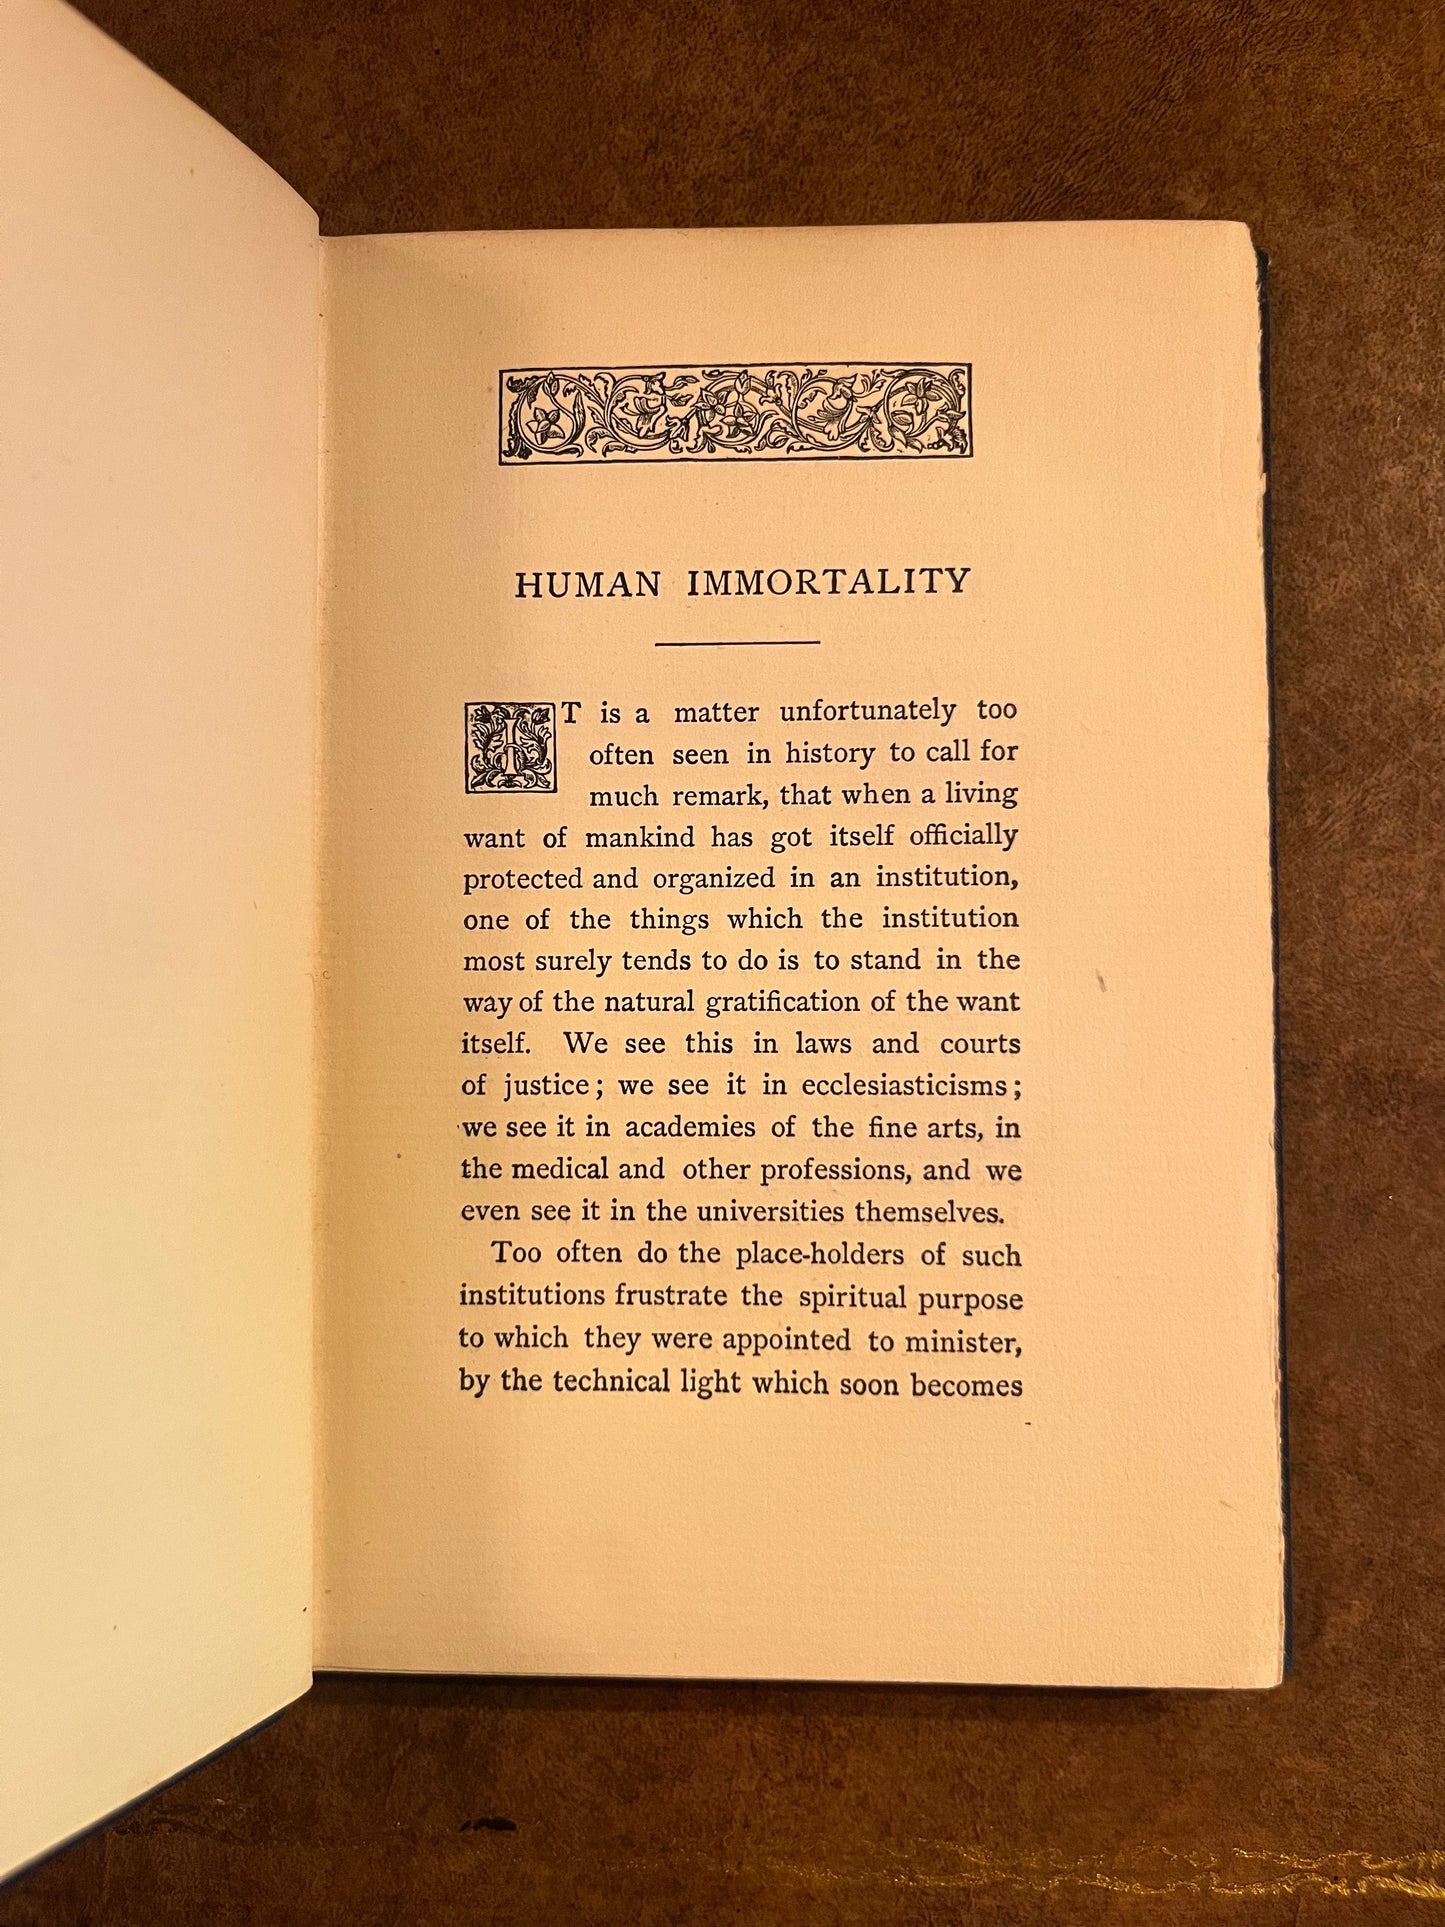 HUMAN IMMORTALITY
IT is a matter unfortunately too
often seen in history to call for
much remark, that when a living
want of mankind has got itself officially
protected and organized in an institution,
one of the things which the institution
most surely tends to do is to stand in the
way of the natural gratification of the want
itself. We see this in laws and courts
of justice; we see it in ecclesiasticisms;
we see it in academies of the fine arts, in
the medical and other professions, and we
even see it in the universities themselves.
Too often do the place-holders of such
institutions frustrate the spiritual purpose
to which they were appointed to minister,
by the technical light which soon becomes